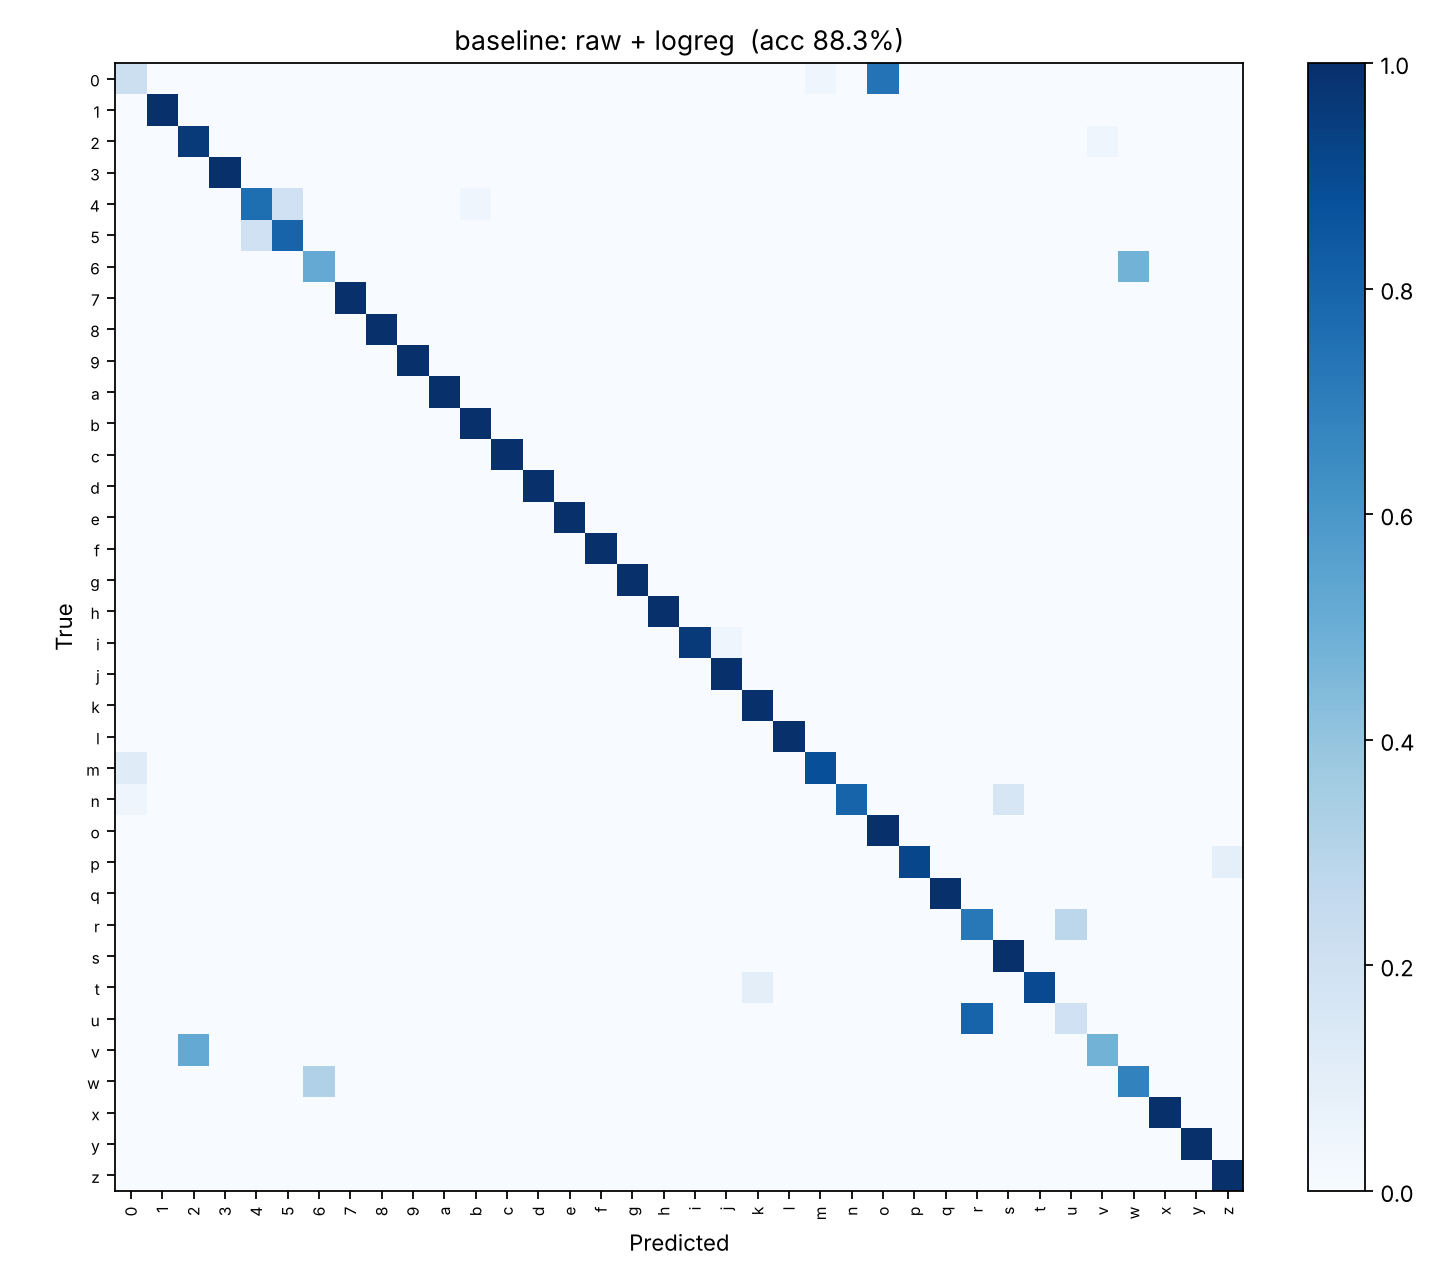 baseline: raw + logreg (acc 88.3%)
True
0
1
2
3
4
5
6
7
8
9
a
b
c
d
e
f
g
h
i
j
k
l
m
n
o
p
q
r
s
t
u
v
w
x
y
z
0 1 2 3 4 5 6 7 8 9 a b c d e f g h i j k l m n o p q r s t u v w x y z
Predicted
1.0
0.8
0.6
0.4
0.2
0.0